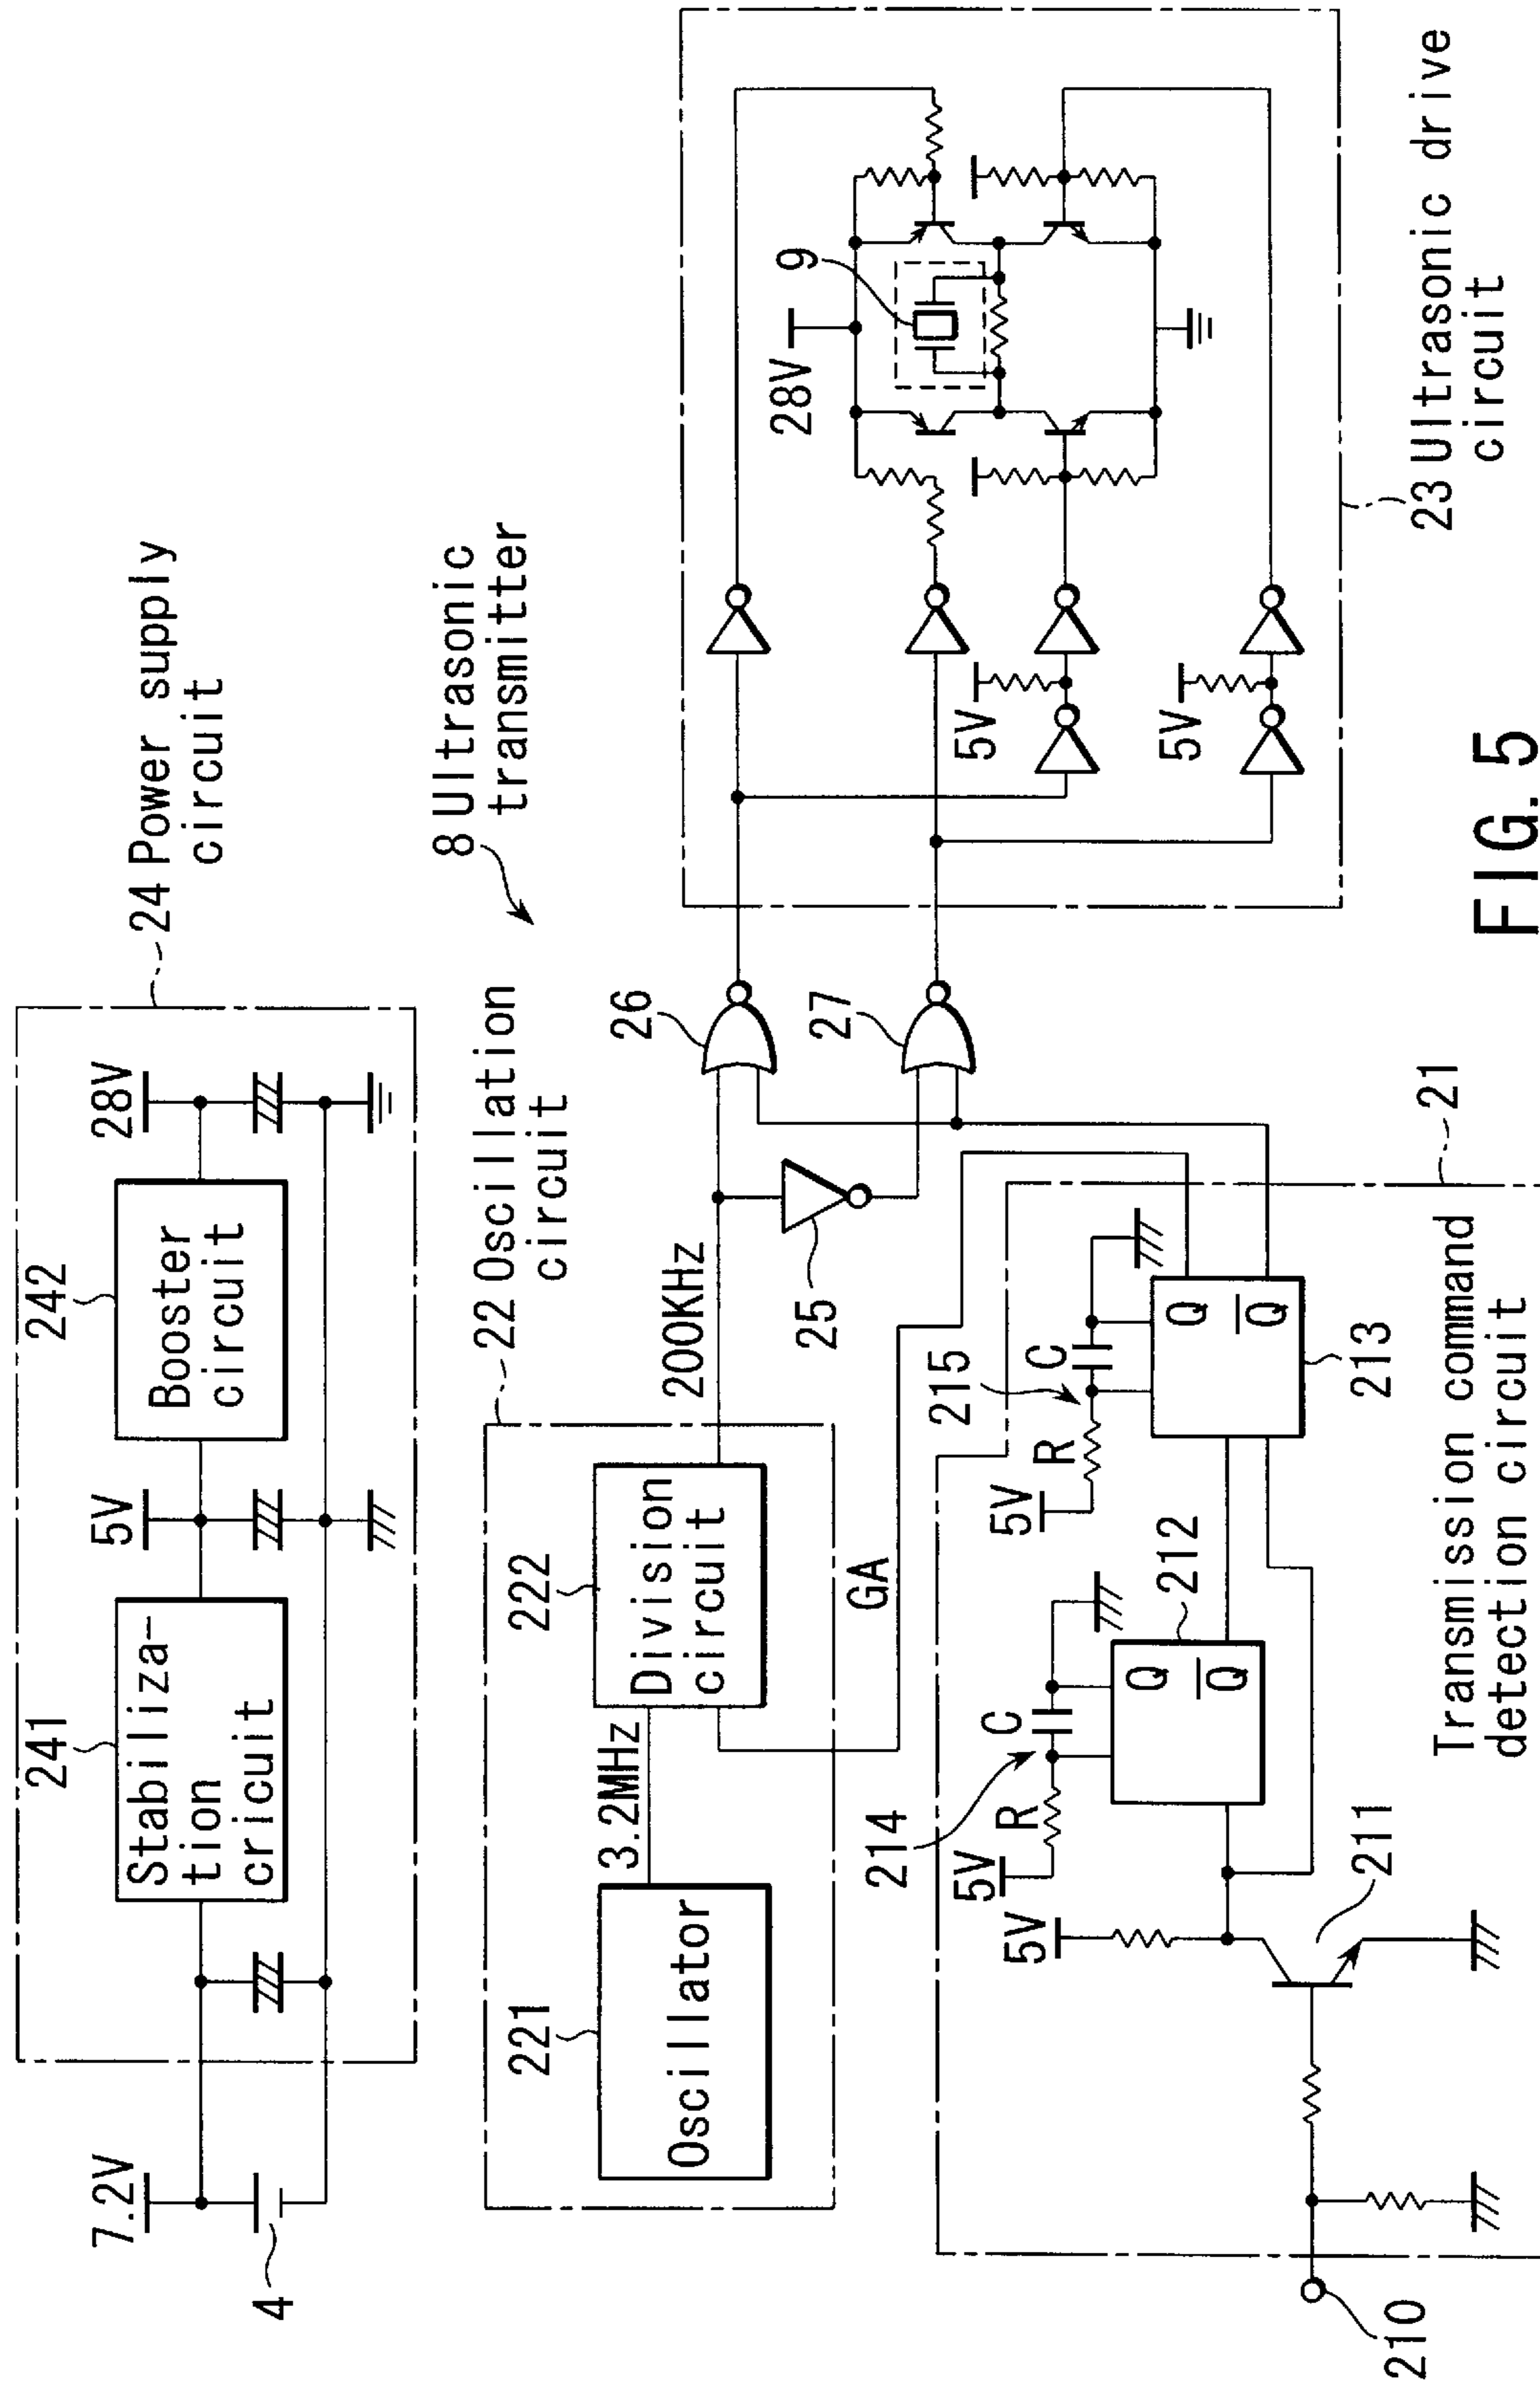 24 Power supply
circuit
241
242
7.2V
5V
28V
Stabiliza-
tion
cricuit
Booster
circuit
4
8 Ultrasonic
transmitter
22 Oscillation
circuit
221
222
Oscillator
3.2MHz
Division
circuit
200KHz
GA
25
26
27
28V
9
5V
5V
23 Ultrasonic drive
circuit
210
211
5V
214
5V
R
C
212
Q
Q̅
215
5V
R
C
213
Q
Q̅
21
Transmission command
detection circuit
FIG. 5